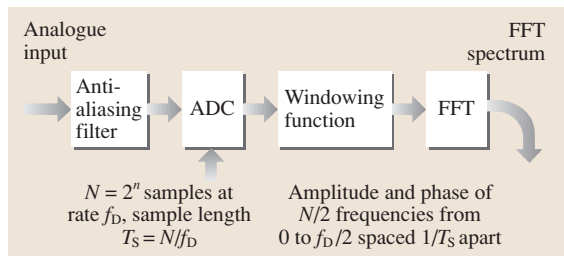 Analogue
input
FFT
spectrum
Anti-
aliasing
filter
ADC
Windowing
function
FFT
N = 2ⁿ samples at
rate f_D, sample length
T_S = N/f_D
Amplitude and phase of
N/2 frequencies from
0 to f_D/2 spaced 1/T_S apart